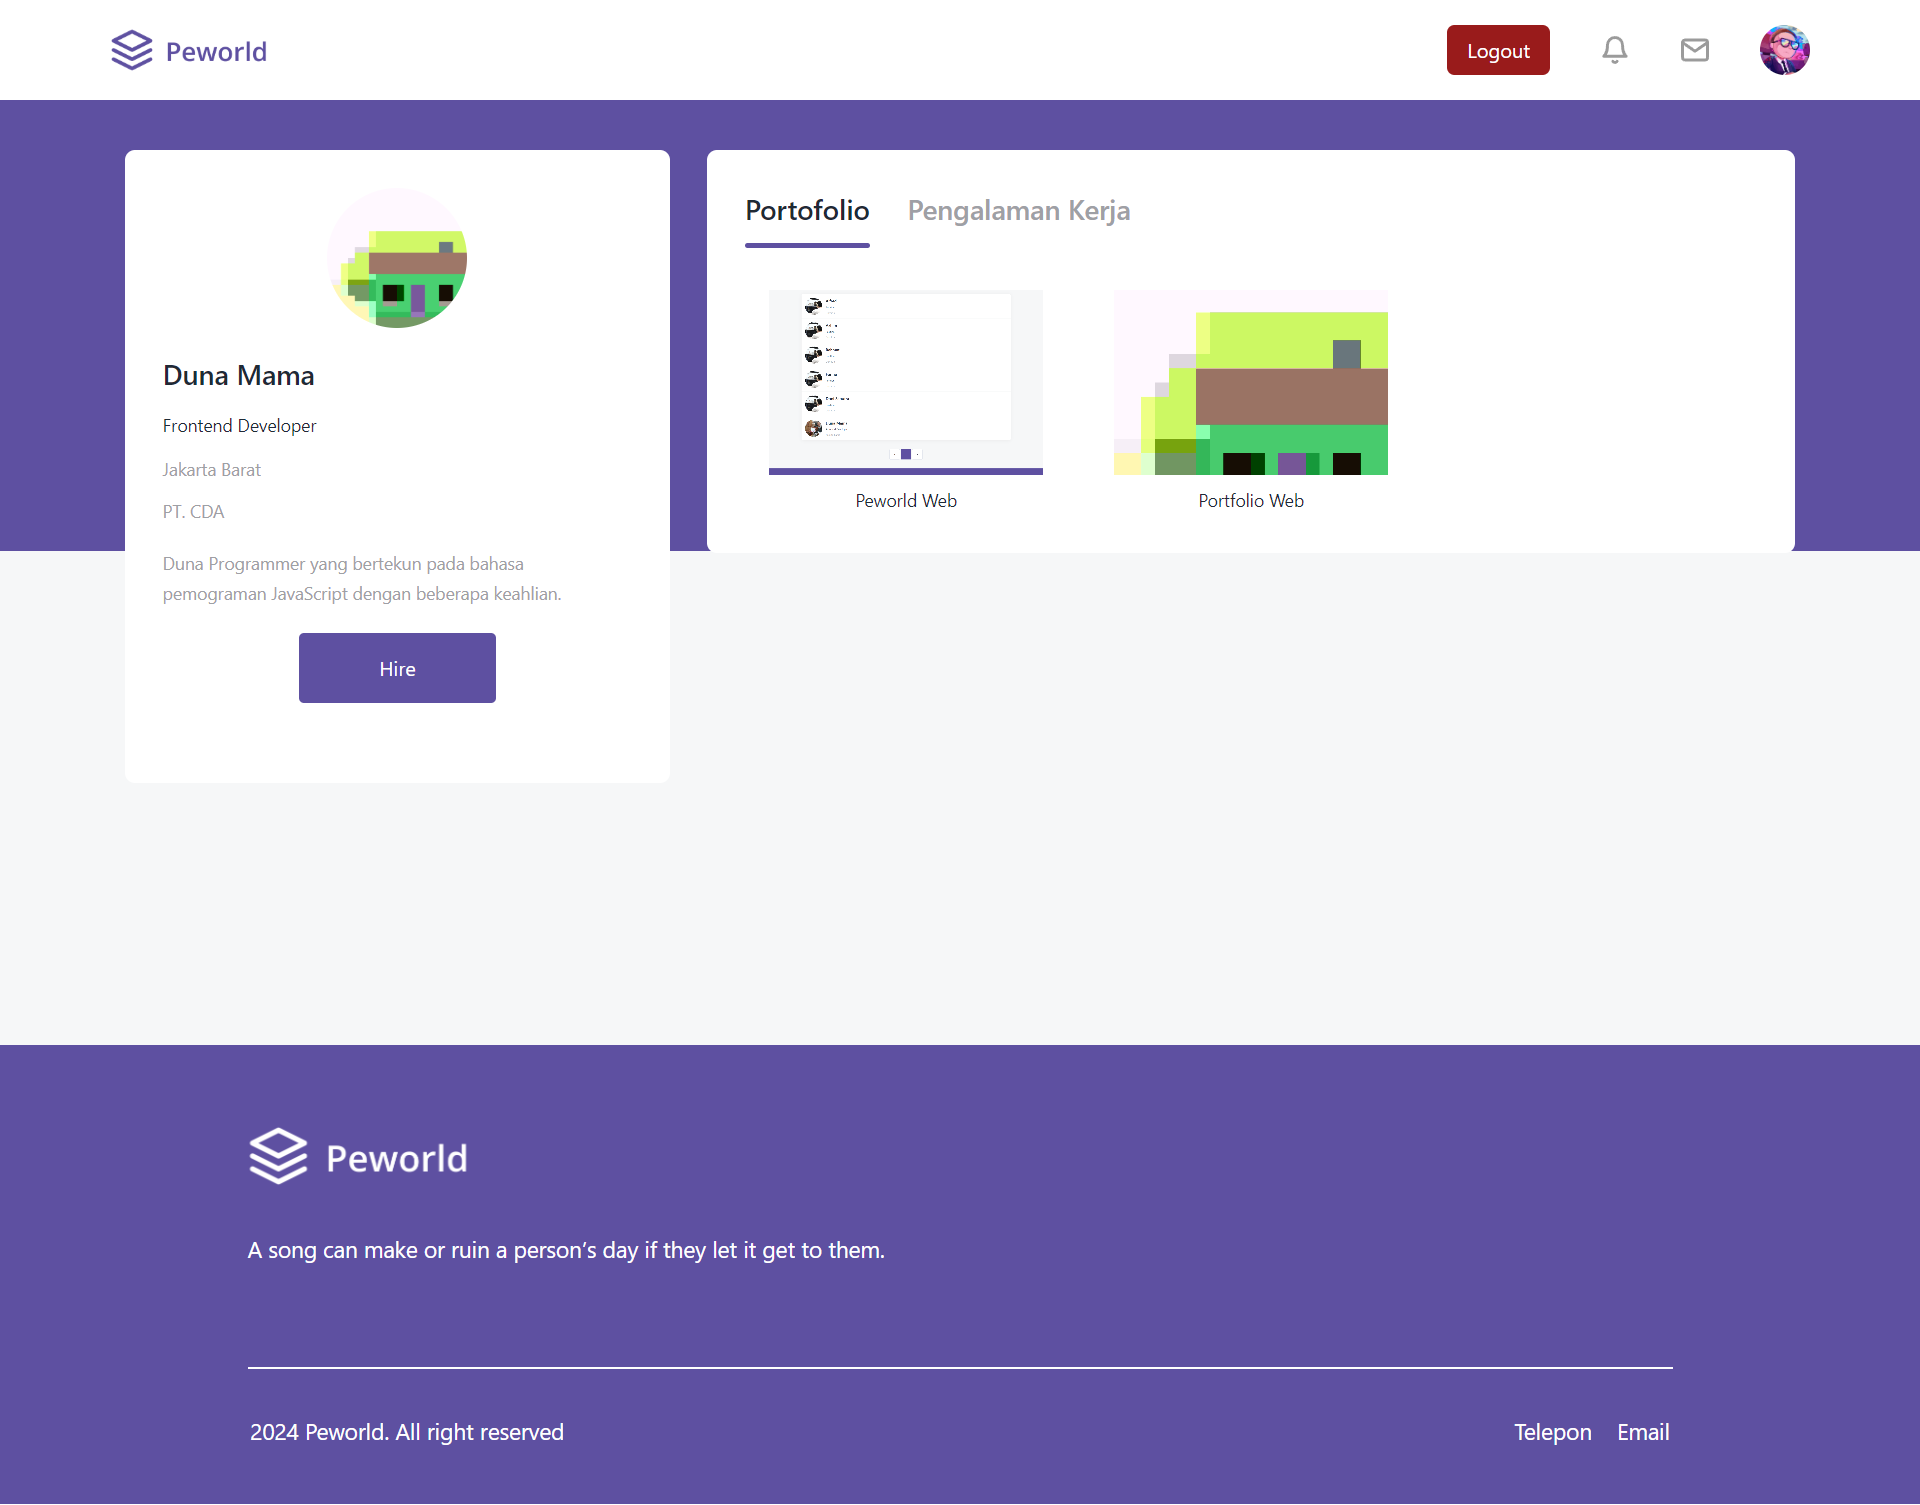 Peworld
Logout
Duna Mama
Frontend Developer
Jakarta Barat
PT. CDA
Duna Programmer yang bertekun pada bahasa
pemograman JavaScript dengan beberapa keahlian.
Hire
Portofolio Pengalaman Kerja
Peworld Web
Portfolio Web
Peworld
A song can make or ruin a person’s day if they let it get to them.
2024 Peworld. All right reserved
Telepon Email